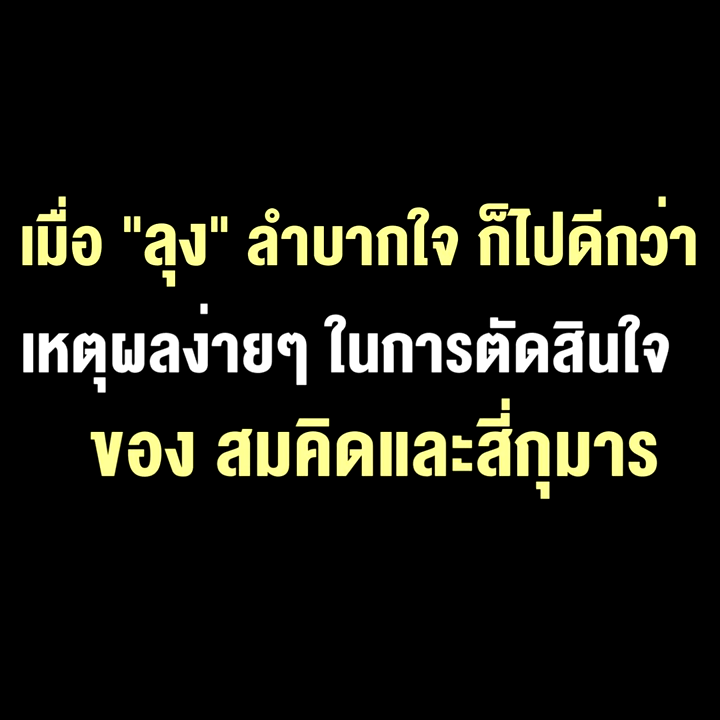 เมื่อ "ลุง" ลำบากใจ ก็ไปดีกว่า
เหตุผลง่ายๆ ในการตัดสินใจ
ของ สมคิดและสี่กุมาร